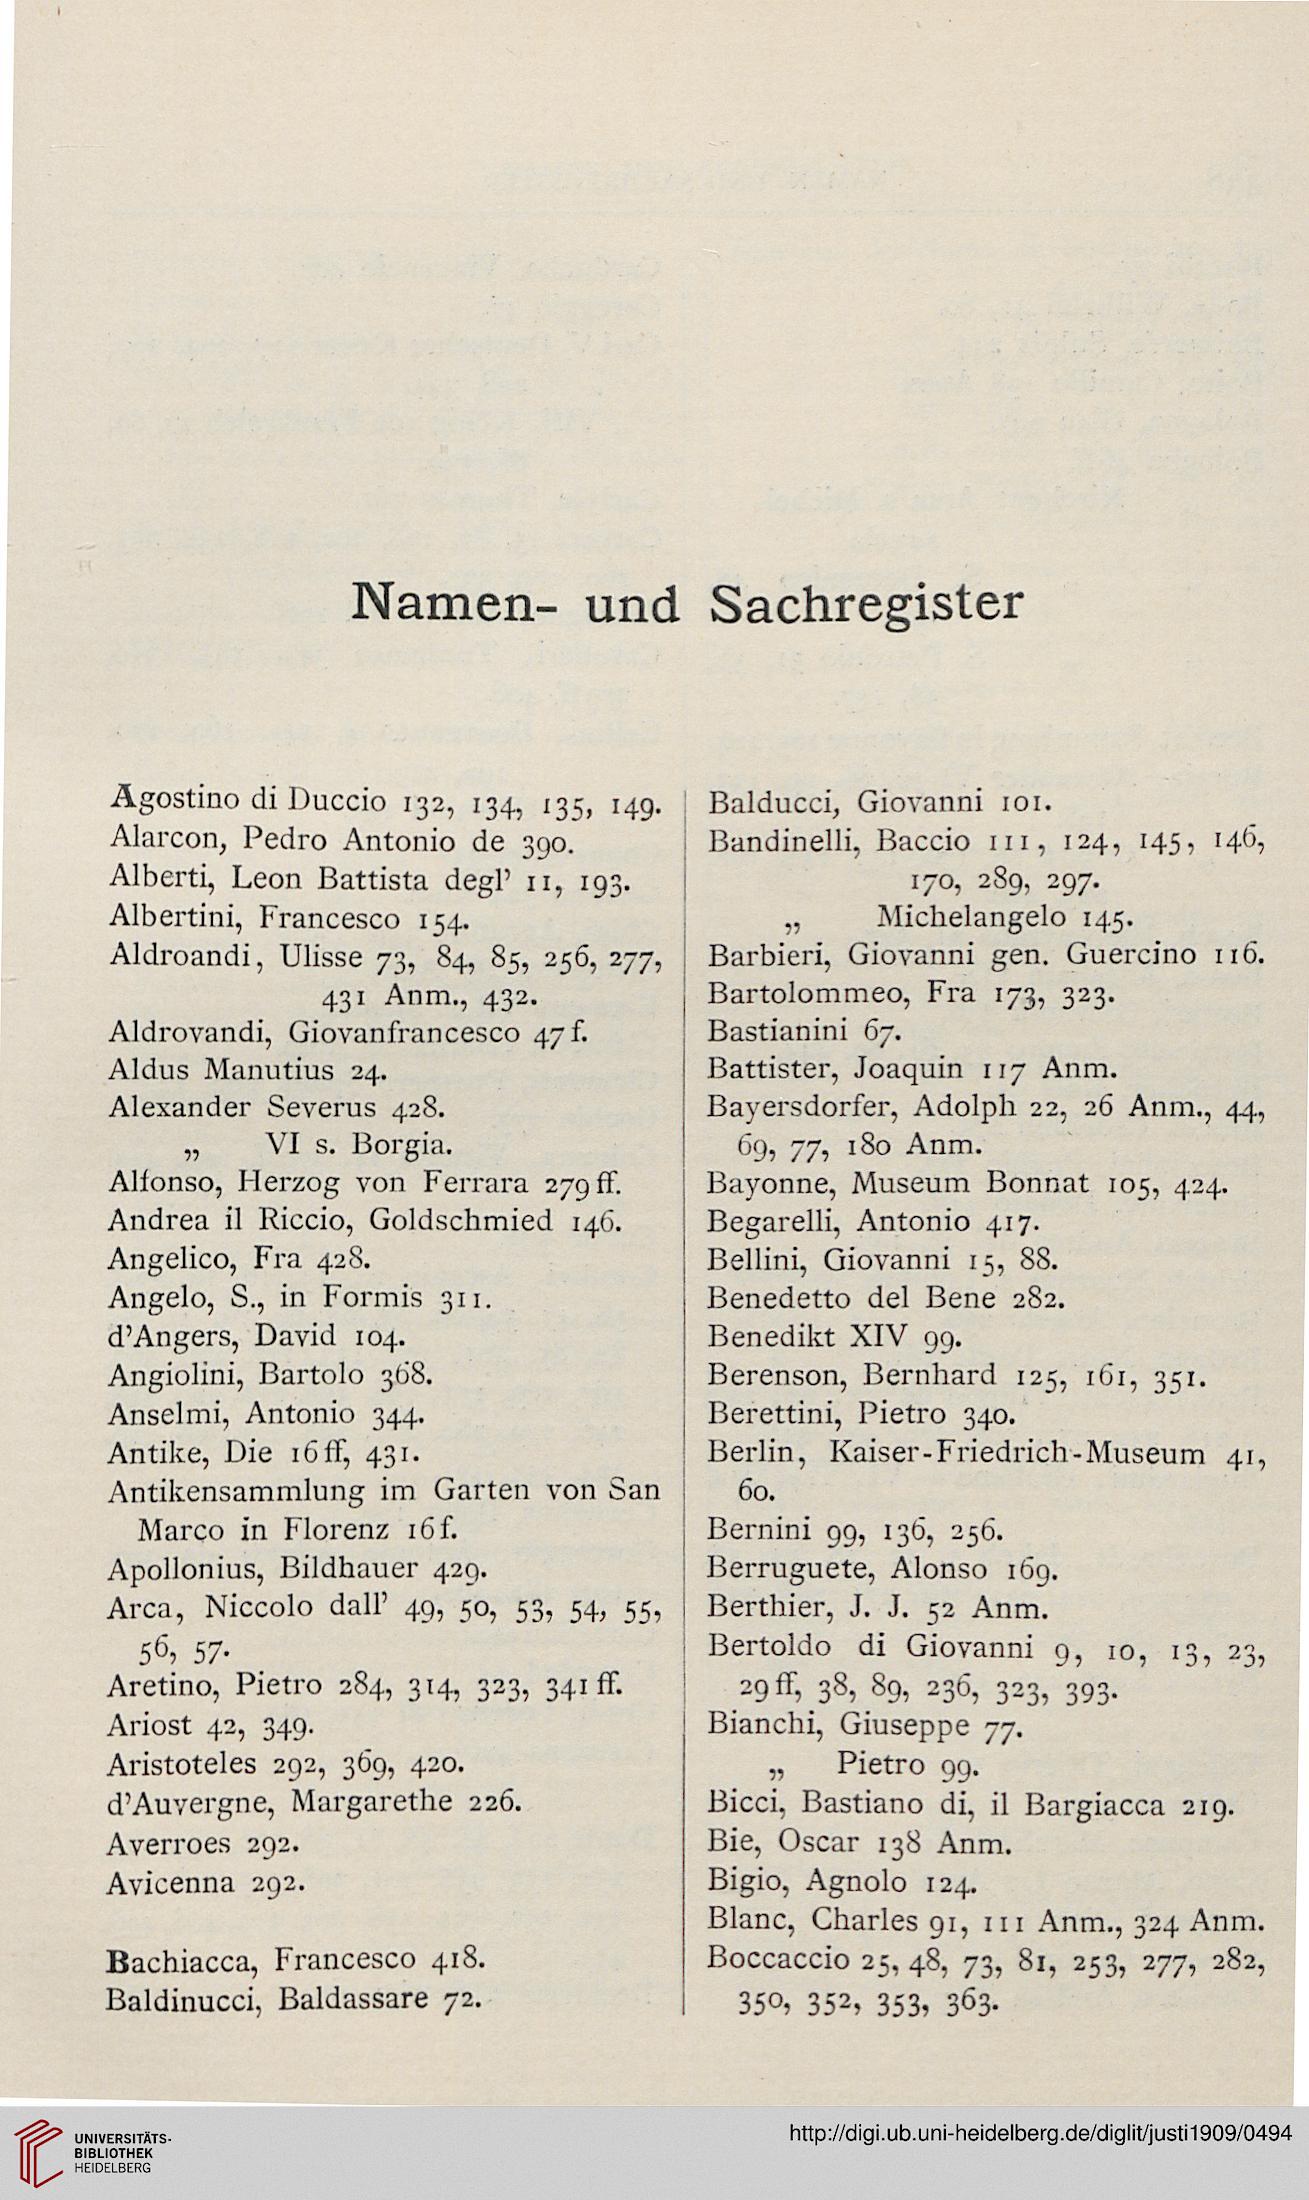 Namen- und Sachregister
Agostino di Duccio 132, 134, 135, 149.
Alarcon, Pedro Antonio de 390.
Alberti, Leon Battista degl’ 11, 193.
Albertini, Francesco 154.
Aldroandi, Ulisse 73, 84, 85, 256, 277,
431 Anm., 432.
Aldrovandi, Giovanfrancesco 47 f.
Aldus Manutius 24.
Alexander Severus 428.
„ VI s. Borgia.
Alfonso, Herzog von Ferrara 279 ff.
Andrea il Riccio, Goldschmied 146.
Angelico, Fra 428.
Angelo, S., in Formis 311.
d’Angers, David 104.
Angiolini, Bartolo 368.
Anselmi, Antonio 344.
Antike, Die 16 ff, 431.
Antikensammlung im Garten von San
Marco in Florenz 16 f.
Apollonius, Bildhauer 429.
Arca, Niccolo dall’ 49, 50, 53, 54, 55,
56, 57.
Aretino, Pietro 284, 314, 323, 341 ff.
Ariost 42, 349.
Aristoteles 292, 369, 420.
d’Auvergne, Margarethe 226.
Averroes 292.
Avicenna 292.
Bachiacca, Francesco 418.
Baldinucci, Baldassare 72.
Balducci, Giovanni 101.
Bandinelli, Baccio 111, 124, 145, 146,
170, 289, 297.
„ Michelangelo 145.
Barbieri, Giovanni gen. Guercino 116.
Bartolommeo, Fra 173, 323.
Bastianini 67.
Battister, Joaquin 117 Anm.
Bayersdorfer, Adolph 22, 26 Anm., 44,
69, 77, 180 Anm.
Bayonne, Museum Bonnat 105, 424.
Begarelli, Antonio 417.
Bellini, Giovanni 15, 88.
Benedetto del Bene 282.
Benedikt XIV 99.
Berenson, Bernhard 125, 161, 351.
Berettini, Pietro 340.
Berlin, Kaiser-Friedrich-Museum 41,
60.
Bernini 99, 136, 256.
Berruguete, Alonso 169.
Berthier, J. J. 52 Anm.
Bertoldo di Giovanni 9, 10, 13, 23,
29 ff, 38, 89, 236, 323, 393.
Bianchi, Giuseppe 77.
„ Pietro 99.
Bicci, Bastiano di, il Bargiacca 219.
Bie, Oscar 138 Anm.
Bigio, Agnolo 124.
Blanc, Charles 91, 111 Anm., 324 Anm.
Boccaccio 25, 48, 73, 81, 253, 277, 282,
350, 352, 353, 363.
UNIVERSITÄTS-
BIBLIOTHEK
HEIDELBERG
http://digi.ub.uni-heidelberg.de/diglit/justi1909/0494